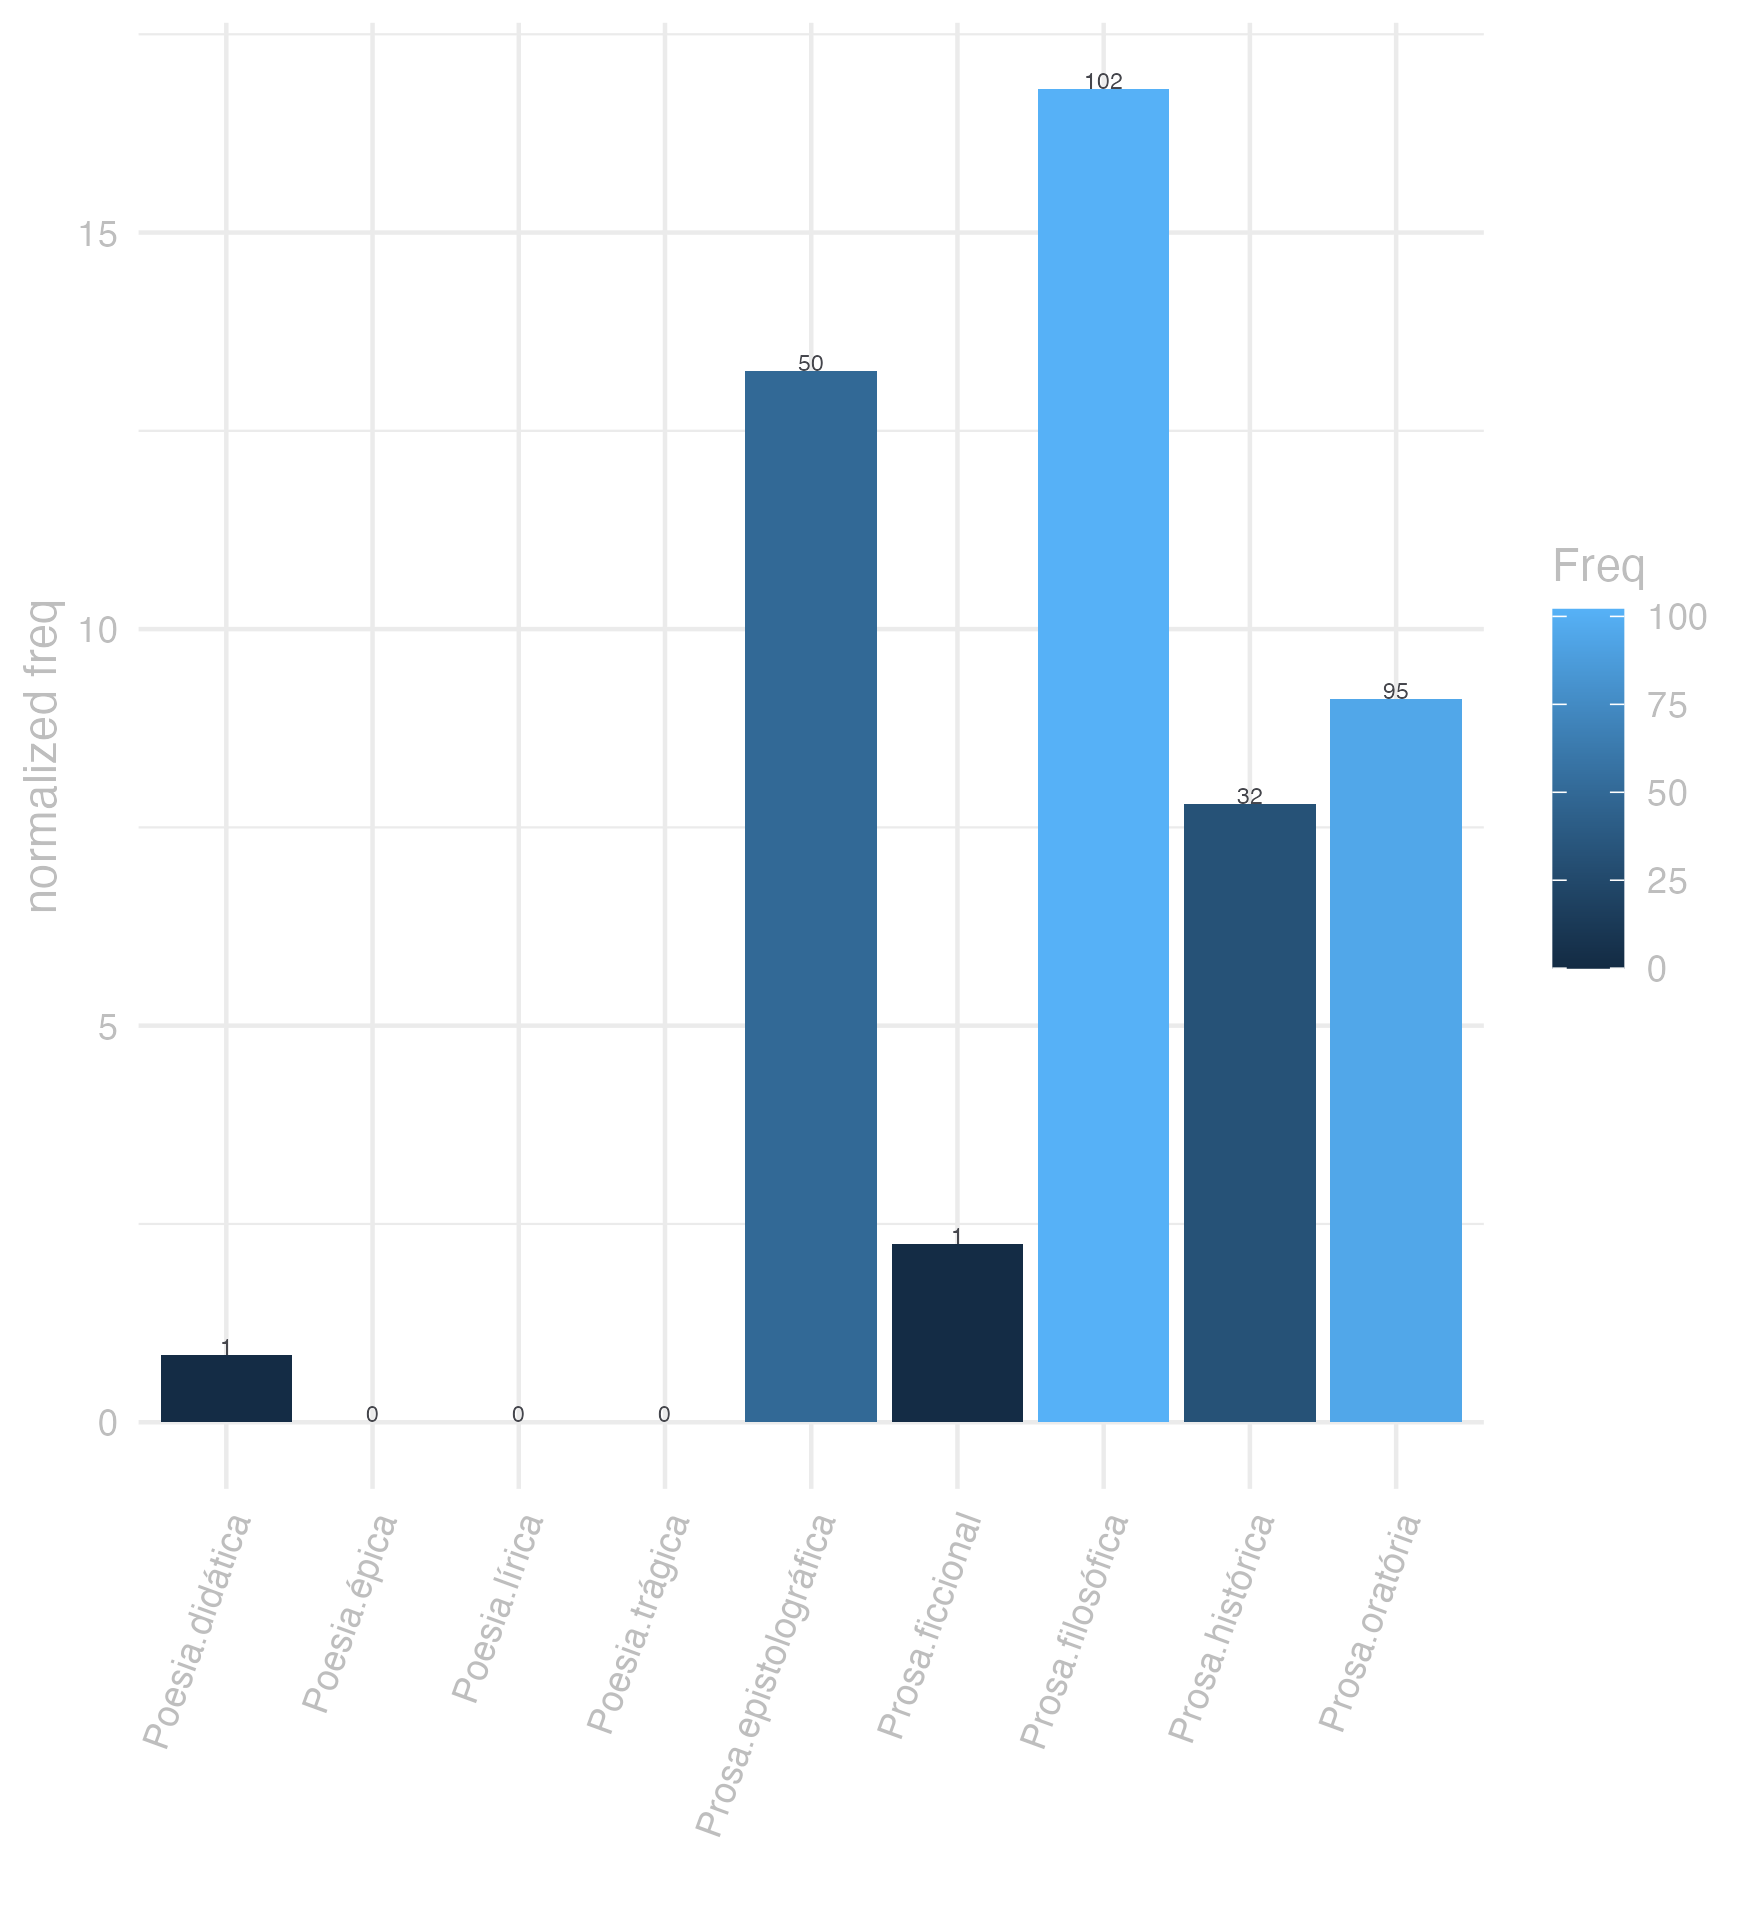 normalized freq
15
10
5
0
102
50
95
32
1
1
0
0
0
Poesia.didática
Poesia.épica
Poesia.lírica
Poesia.trágica
Prosa.epistolográfica
Prosa.ficcional
Prosa.filosófica
Prosa.histórica
Prosa.oratória
Freq
100
75
50
25
0